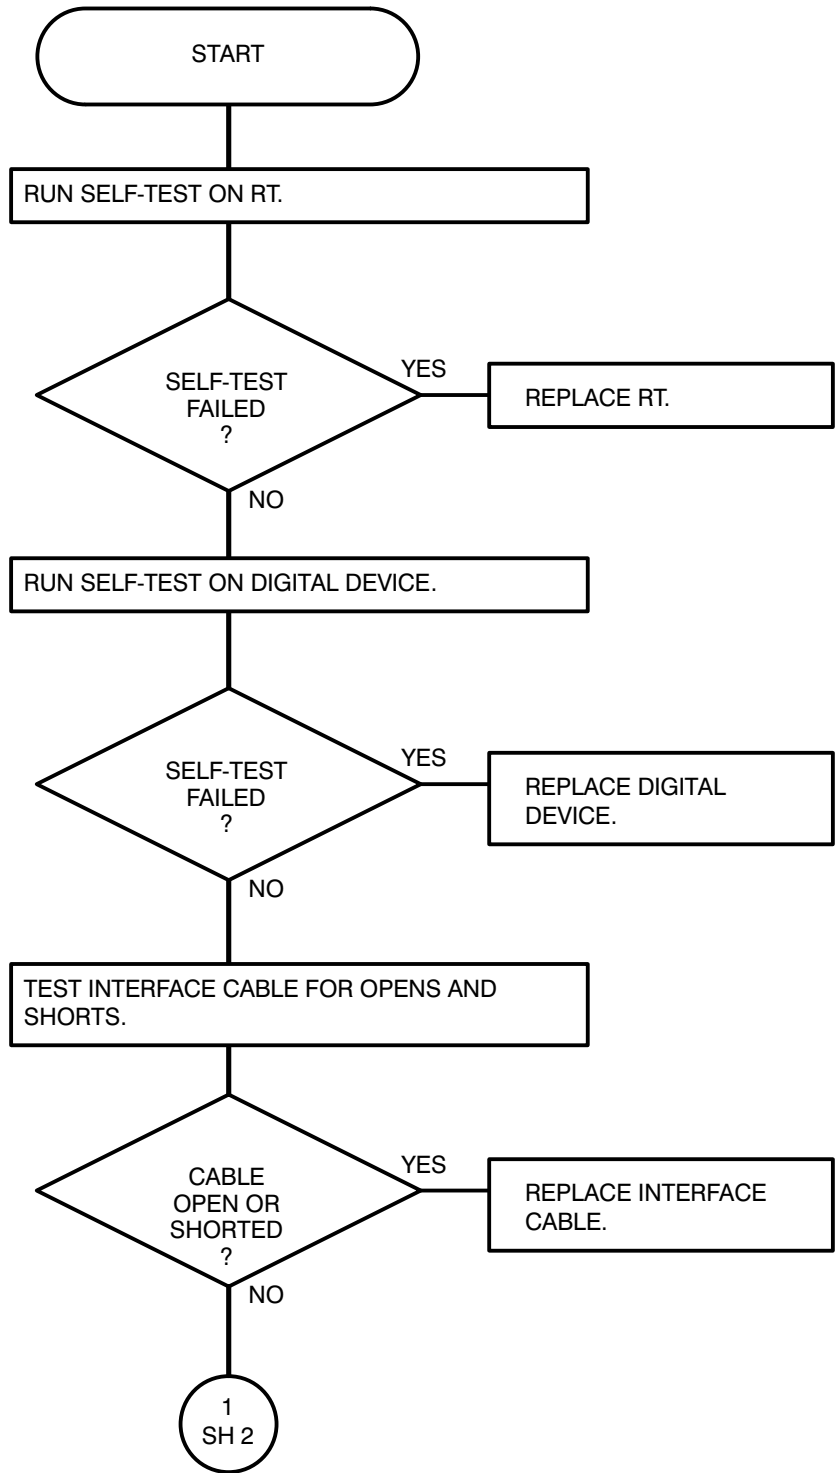 START
RUN SELF-TEST ON RT.
SELF-TEST
FAILED
?
YES
REPLACE RT.
NO
RUN SELF-TEST ON DIGITAL DEVICE.
SELF-TEST
FAILED
?
YES
REPLACE DIGITAL
DEVICE.
NO
TEST INTERFACE CABLE FOR OPENS AND
SHORTS.
CABLE
OPEN OR
SHORTED
?
YES
REPLACE INTERFACE
CABLE.
NO
1
SH 2